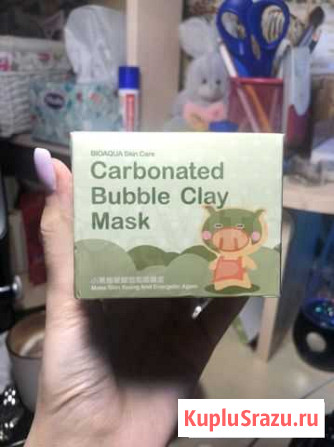 BIOAQUA Skin Care
Carbonated
Bubble Clay
Mask
Make Skin Young And Energetic Again
KupluSrazu.ru